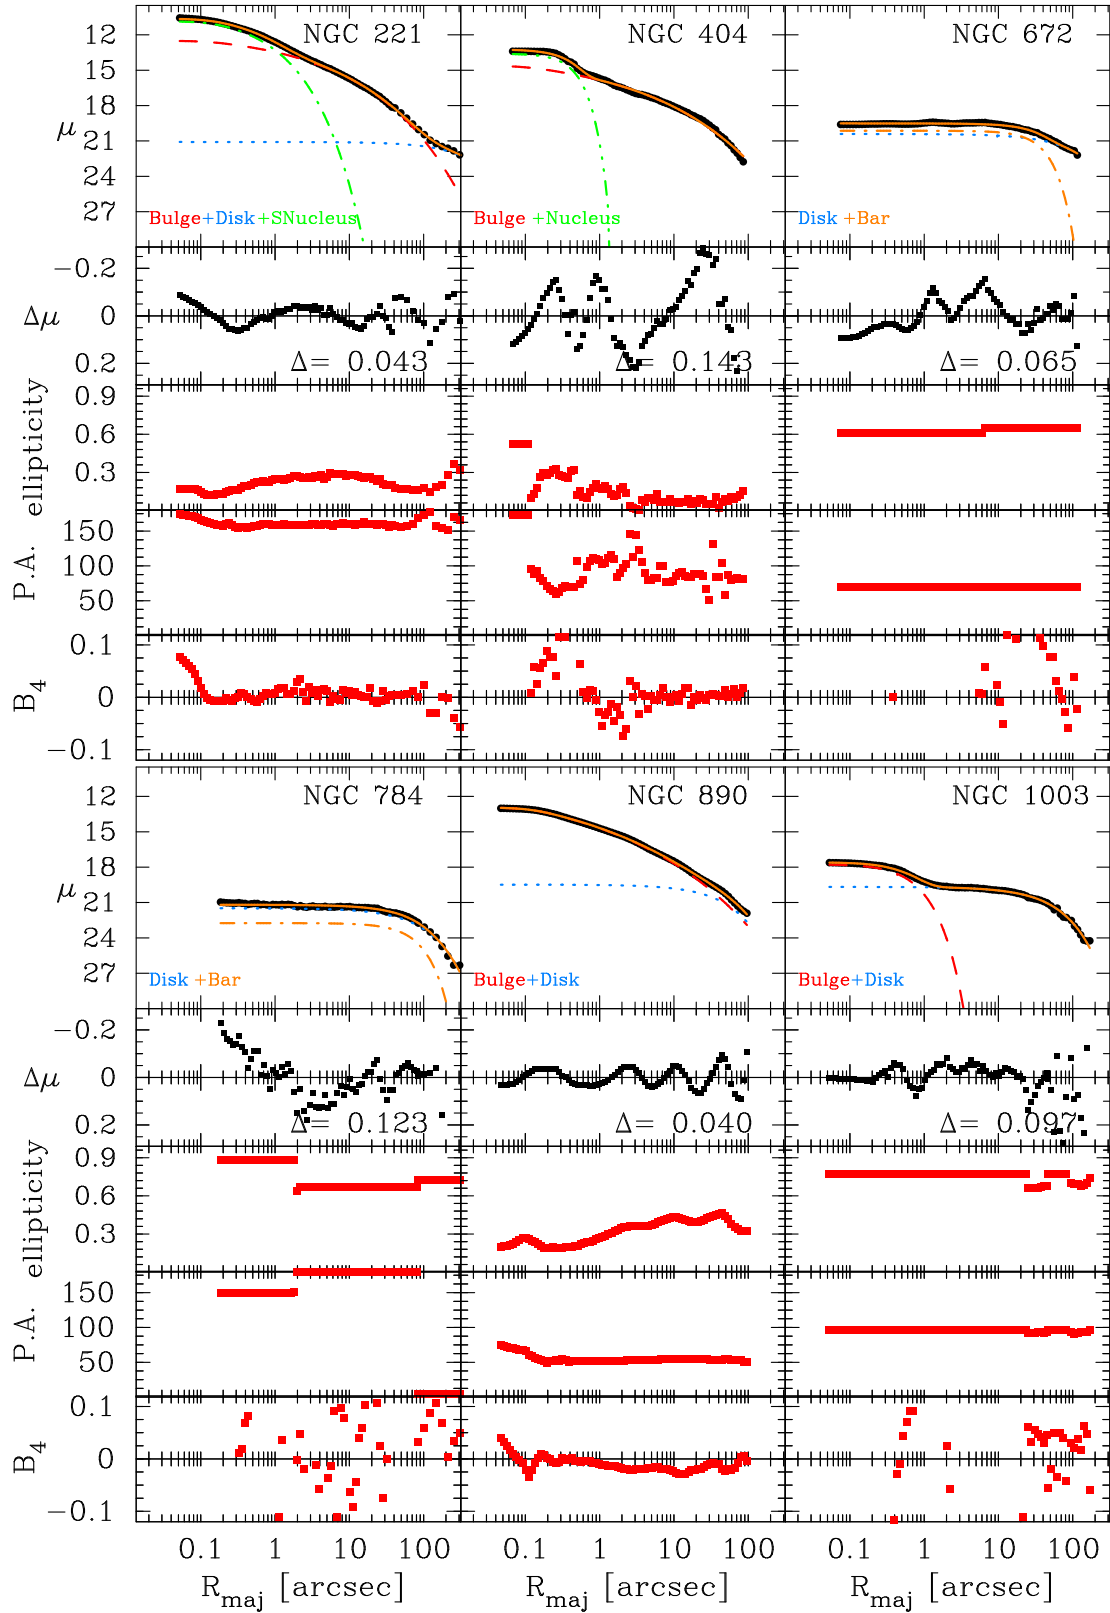 NGC 221 NGC 404 NGC 672
12
15
18
μ 21
24
27
Bulge+Disk+SNucleus Bulge +Nucleus Disk +Bar
−0.2
Δμ 0
0.2
Δ= 0.043 Δ= 0.143 Δ= 0.065
ellipticity 0.9
0.6
0.3
P.A. 150
100
50
B4 0.1
0
−0.1
NGC 784 NGC 890 NGC 1003
12
15
18
μ 21
24
27
Disk +Bar Bulge+Disk Bulge+Disk
−0.2
Δμ 0
0.2
Δ= 0.123 Δ= 0.040 Δ= 0.097
ellipticity 0.9
0.6
0.3
P.A. 150
100
50
B4 0.1
0
−0.1
0.1 1 10 100 0.1 1 10 100 0.1 1 10 100
Rmaj [arcsec] Rmaj [arcsec] Rmaj [arcsec]